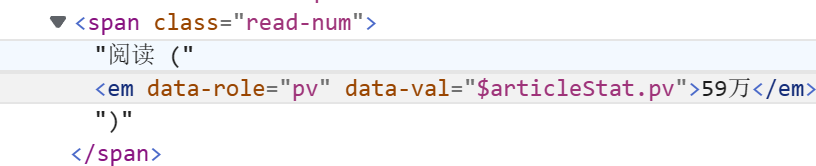 ▼<span class="read-num">
"阅读 ("
<em data-role="pv" data-val="$articleStat.pv">59万</em>
")"
</span>